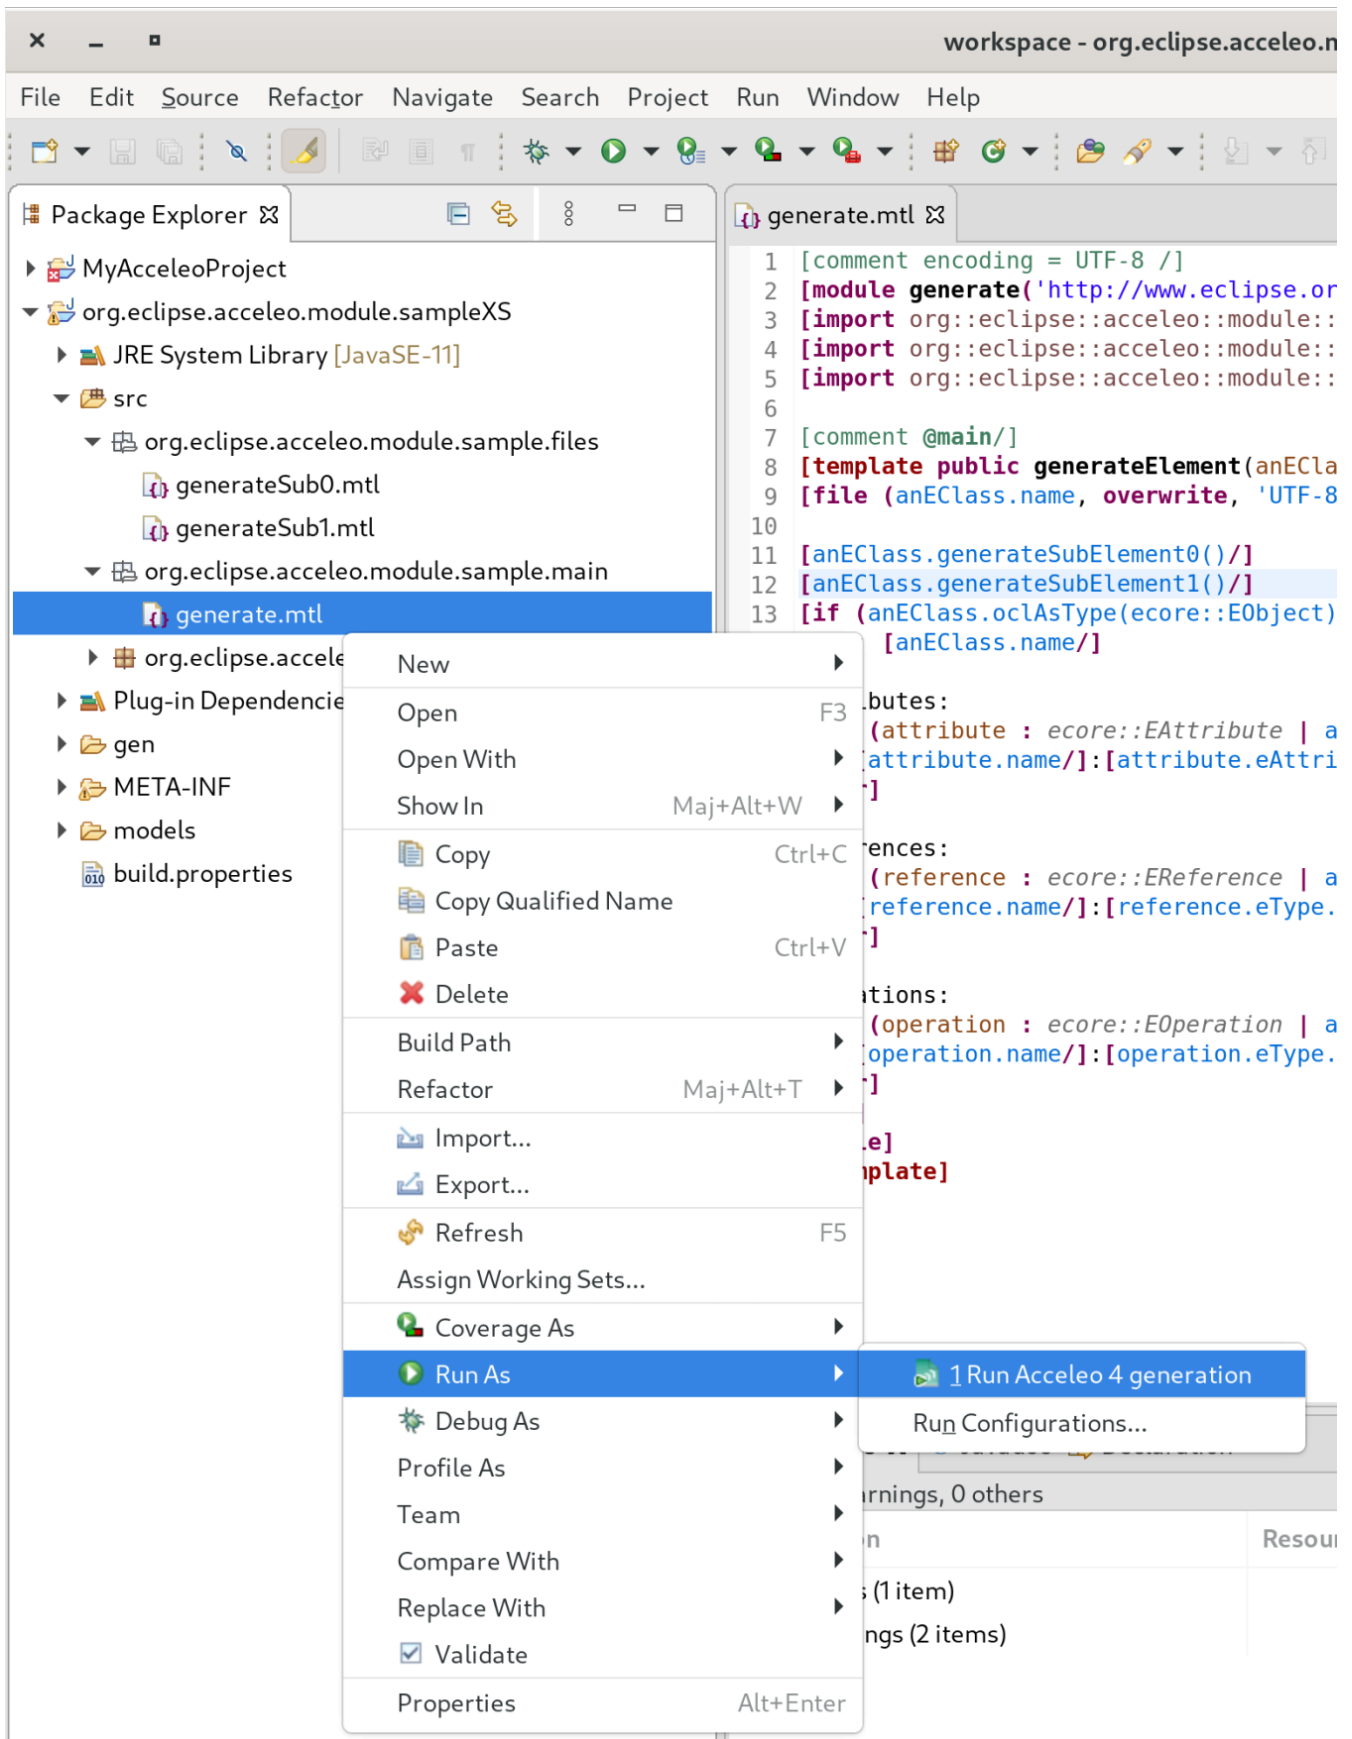 workspace - org.eclipse.acceleo.m
File Edit Source Refactor Navigate Search Project Run Window Help
Package Explorer
MyAcceleoProject
org.eclipse.acceleo.module.sampleXS
JRE System Library [JavaSE-11]
src
org.eclipse.acceleo.module.sample.files
generateSub0.mtl
generateSub1.mtl
org.eclipse.acceleo.module.sample.main
generate.mtl
org.eclipse.accele
Plug-in Dependencie
gen
META-INF
models
build.properties
generate.mtl
1 [comment encoding = UTF-8 /]
2 [module generate('http://www.eclipse.or
3 [import org::eclipse::acceleo::module::
4 [import org::eclipse::acceleo::module::
5 [import org::eclipse::acceleo::module::
6
7 [comment @main/]
8 [template public generateElement(anECla
9 [file (anEClass.name, overwrite, 'UTF-8
10
11 [anEClass.generateSubElement0()/]
12 [anEClass.generateSubElement1()/]
13 [if (anEClass.oclAsType(ecore::EObject)
[anEClass.name/]
butes:
(attribute : ecore::EAttribute | a
attribute.name/]:[attribute.eAttri
]
rences:
(reference : ecore::EReference | a
reference.name/]:[reference.eType.
]
ations:
(operation : ecore::EOperation | a
operation.name/]:[operation.eType.
]
e]
plate]
New
Open F3
Open With
Show In Maj+Alt+W
Copy Ctrl+C
Copy Qualified Name
Paste Ctrl+V
Delete
Build Path
Refactor Maj+Alt+T
Import...
Export...
Refresh F5
Assign Working Sets...
Coverage As
Run As
Debug As
Profile As
Team
Compare With
Replace With
Validate
Properties Alt+Enter
1 Run Acceleo 4 generation
Run Configurations...
rnings, 0 others
n Resour
s (1 item)
ngs (2 items)